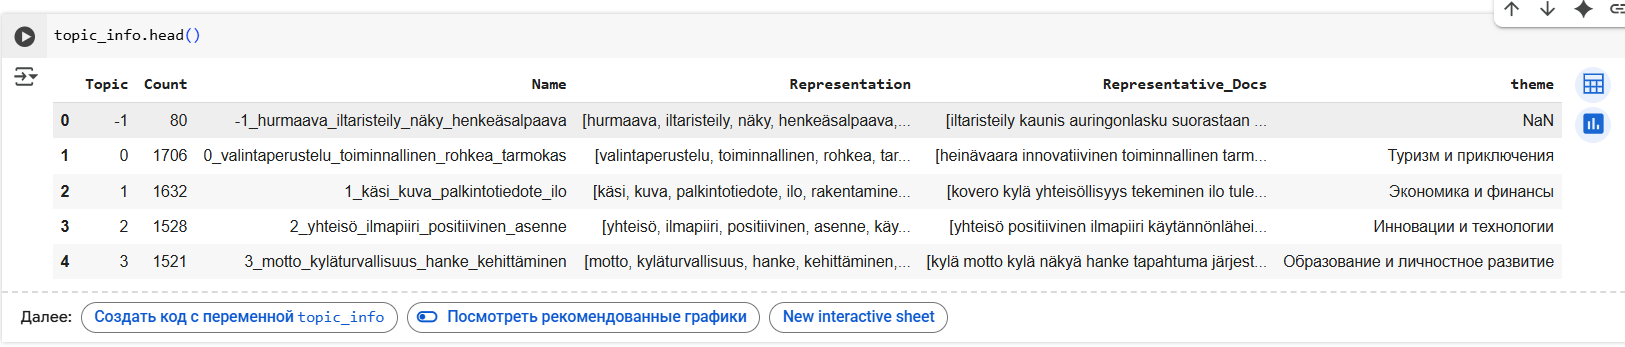 topic_info.head()
Topic Count Name Representation Representative_Docs theme
0 -1 80 -1_hurmaava_iltaristeily_näky_henkeäsalpaava [hurmaava, iltaristeily, näky, henkeäsalpaava,... [iltaristeily kaunis auringonlasku suorastaan ... NaN
1 0 1706 0_valintaperustelu_toiminnallinen_rohkea_tarmokas [valintaperustelu, toiminnallinen, rohkea, tar... [heinävaara innovatiivinen toiminnallinen tarm... Туризм и приключения
2 1 1632 1_käsi_kuva_palkintotiedote_ilo [käsi, kuva, palkintotiedote, ilo, rakentamine... [kovero kylä yhteisöllisyys tekeminen ilo tule... Экономика и финансы
3 2 1528 2_yhteisö_ilmapiiri_positiivinen_asenne [yhteisö, ilmapiiri, positiivinen, asenne, käy... [yhteisö positiivinen ilmapiiri käytännönlähei... Инновации и технологии
4 3 1521 3_motto_kyläturvallisuus_hanke_kehittäminen [motto, kyläturvallisuus, hanke, kehittäminen,... [kylä motto kylä näkyä hanke tapahtuma järjest... Образование и личностное развитие
Далее: Создать код с переменной topic_info Посмотреть рекомендованные графики New interactive sheet